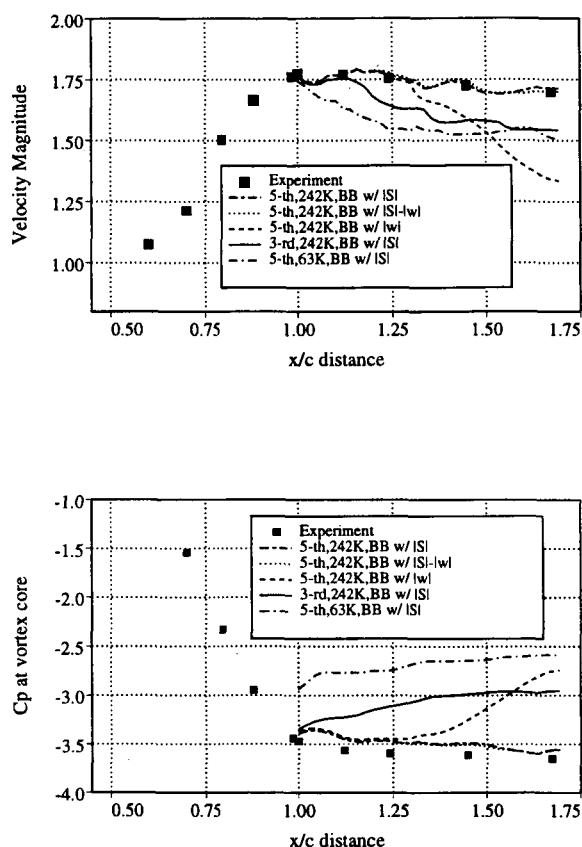 2.00
1.75
1.50
1.25
1.00
Velocity Magnitude
Experiment
5-th,242K,BB w/ |S|
5-th,242K,BB w/ |S|-|w|
5-th,242K,BB w/ |w|
3-rd,242K,BB w/ |S|
5-th,63K,BB w/ |S|
0.50 0.75 1.00 1.25 1.50 1.75
x/c distance
-1.0
-1.5
-2.0
-2.5
-3.0
-3.5
-4.0
Cp at vortex core
Experiment
5-th,242K,BB w/ |S|
5-th,242K,BB w/ |S|-|w|
5-th,242K,BB w/ |w|
3-rd,242K,BB w/ |S|
5-th,63K,BB w/ |S|
0.50 0.75 1.00 1.25 1.50 1.75
x/c distance